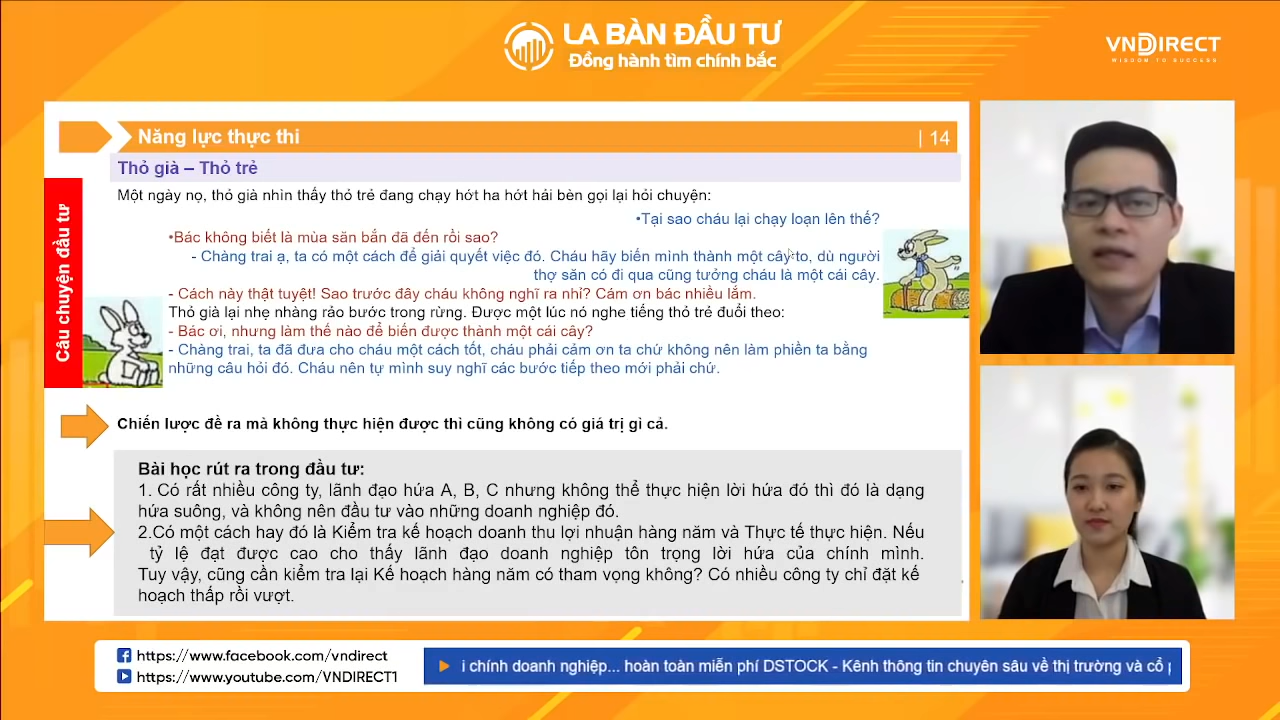 LA BÀN ĐẦU TƯ
Đồng hành tìm chính bắc
VNDIRECT
WISDOM TO SUCCESS
Năng lực thực thi
| 14
Thỏ già – Thỏ trẻ
Câu chuyện đầu tư
Một ngày nọ, thỏ già nhìn thấy thỏ trẻ đang chạy hớt ha hớt hải bèn gọi lại hỏi chuyện:
•Tại sao cháu lại chạy loạn lên thế?
•Bác không biết là mùa săn bắn đã đến rồi sao?
- Chàng trai ạ, ta có một cách để giải quyết việc đó. Cháu hãy biến mình thành một cây to, dù người
thợ săn có đi qua cũng tưởng cháu là một cái cây.
- Cách này thật tuyệt! Sao trước đây cháu không nghĩ ra nhỉ? Cám ơn bác nhiều lắm.
Thỏ già lại nhẹ nhàng rảo bước trong rừng. Được một lúc nó nghe tiếng thỏ trẻ đuổi theo:
- Bác ơi, nhưng làm thế nào để biến được thành một cái cây?
- Chàng trai, ta đã đưa cho cháu một cách tốt, cháu phải cảm ơn ta chứ không nên làm phiền ta bằng
những câu hỏi đó. Cháu nên tự mình suy nghĩ các bước tiếp theo mới phải chứ.
Chiến lược đề ra mà không thực hiện được thì cũng không có giá trị gì cả.
Bài học rút ra trong đầu tư:
1. Có rất nhiều công ty, lãnh đạo hứa A, B, C nhưng không thể thực hiện lời hứa đó thì đó là dạng
hứa suông, và không nên đầu tư vào những doanh nghiệp đó.
2.Có một cách hay đó là Kiểm tra kế hoạch doanh thu lợi nhuận hàng năm và Thực tế thực hiện. Nếu
tỷ lệ đạt được cao cho thấy lãnh đạo doanh nghiệp tôn trọng lời hứa của chính mình.
Tuy vậy, cũng cần kiểm tra lại Kế hoạch hàng năm có tham vọng không? Có nhiều công ty chỉ đặt kế
hoạch thấp rồi vượt.
https://www.facebook.com/vndirect
https://www.youtube.com/VNDIRECT1
i chính doanh nghiệp... hoàn toàn miễn phí DSTOCK - Kênh thông tin chuyên sâu về thị trường và cổ p